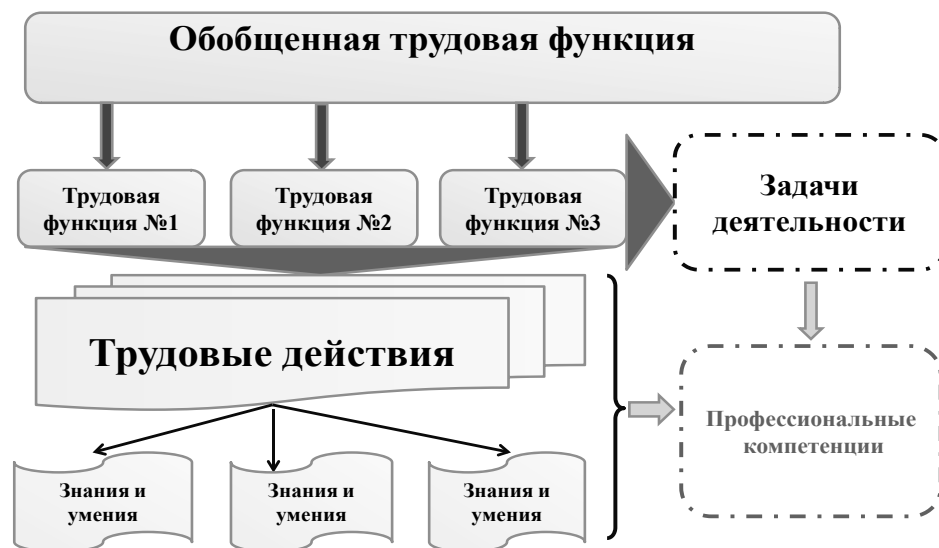 Обобщенная трудовая функция
Трудовая
функция №1
Трудовая
функция №2
Трудовая
функция №3
Задачи
деятельности
Трудовые действия
Профессиональные
компетенции
Знания и
умения
Знания и
умения
Знания и
умения